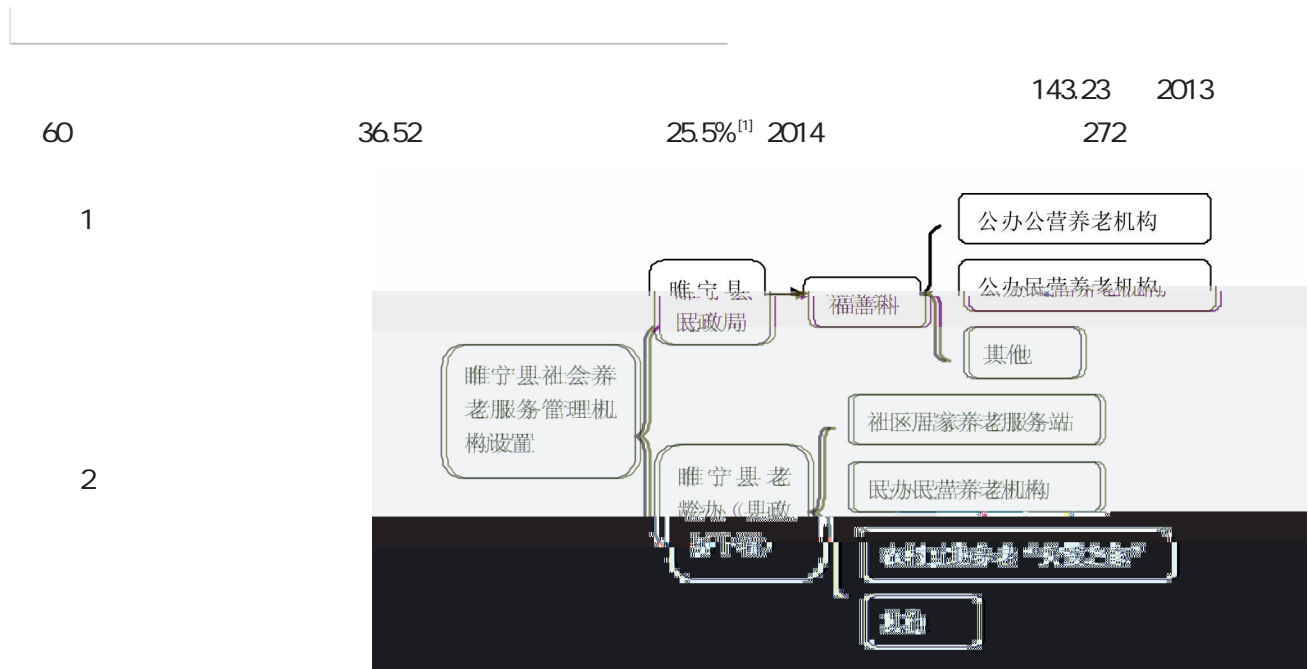 143.23 2013
60 36.52 25.5%[1] 2014 272
1
公办公营养老机构
睢宁县
民政局
福善科
公办民营养老机构
其他
睢宁县社会养
老服务管理机
构设置
社区居家养老服务站
2
睢宁县老
龄办（县政
民办民营养老机构
其他